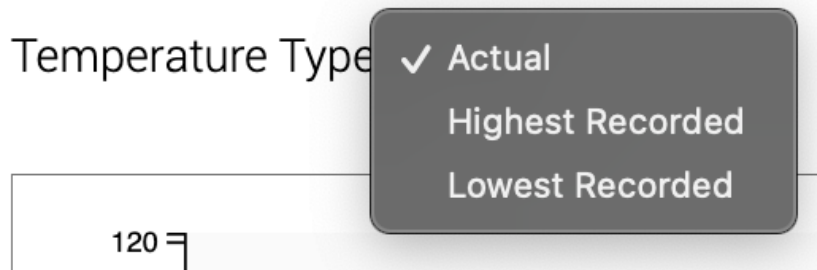 Temperature Type
✓ Actual
Highest Recorded
Lowest Recorded
120